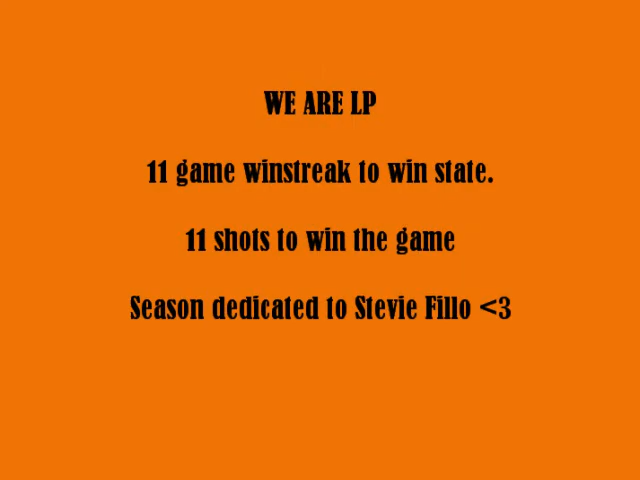 WE ARE LP
11 game winstreak to win state.
11 shots to win the game
Season dedicated to Stevie Fillo <3